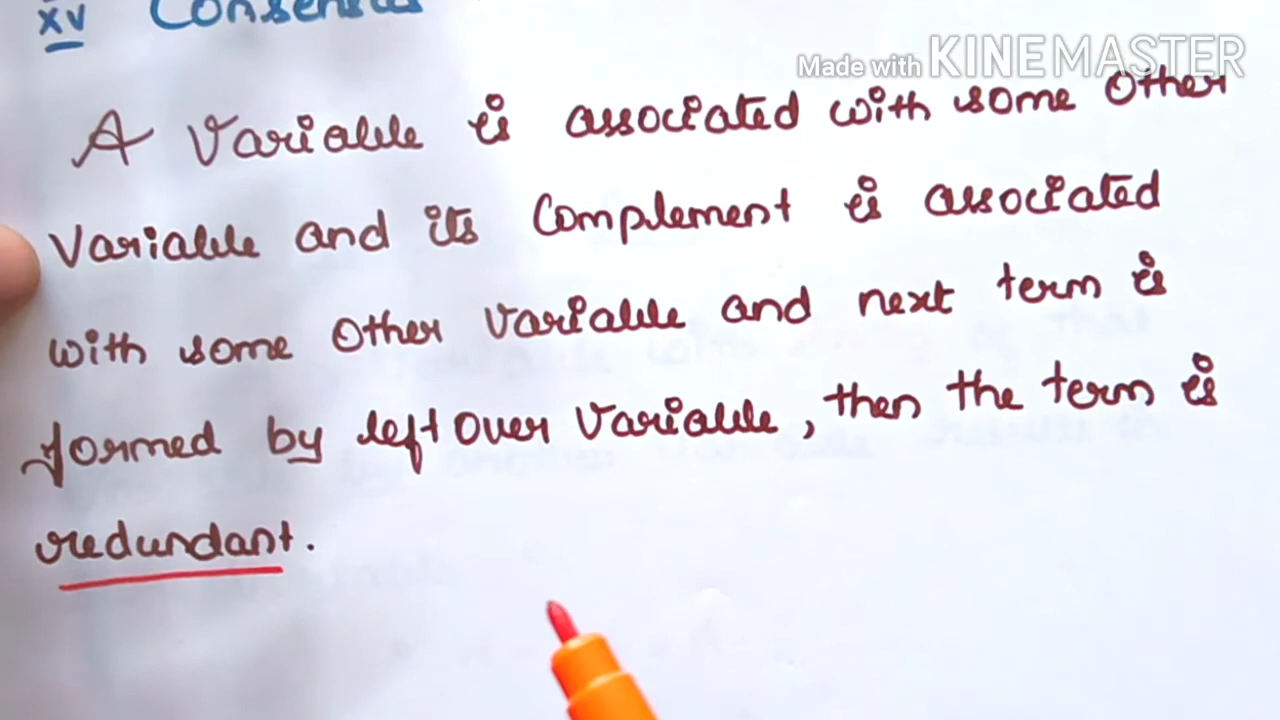 xv Consensus
Made with KINEMASTER
A Variable is associated with some other
Variable and its Complement is associated
with some other Variable and next term is
formed by left over Variable, then the term is
redundant.